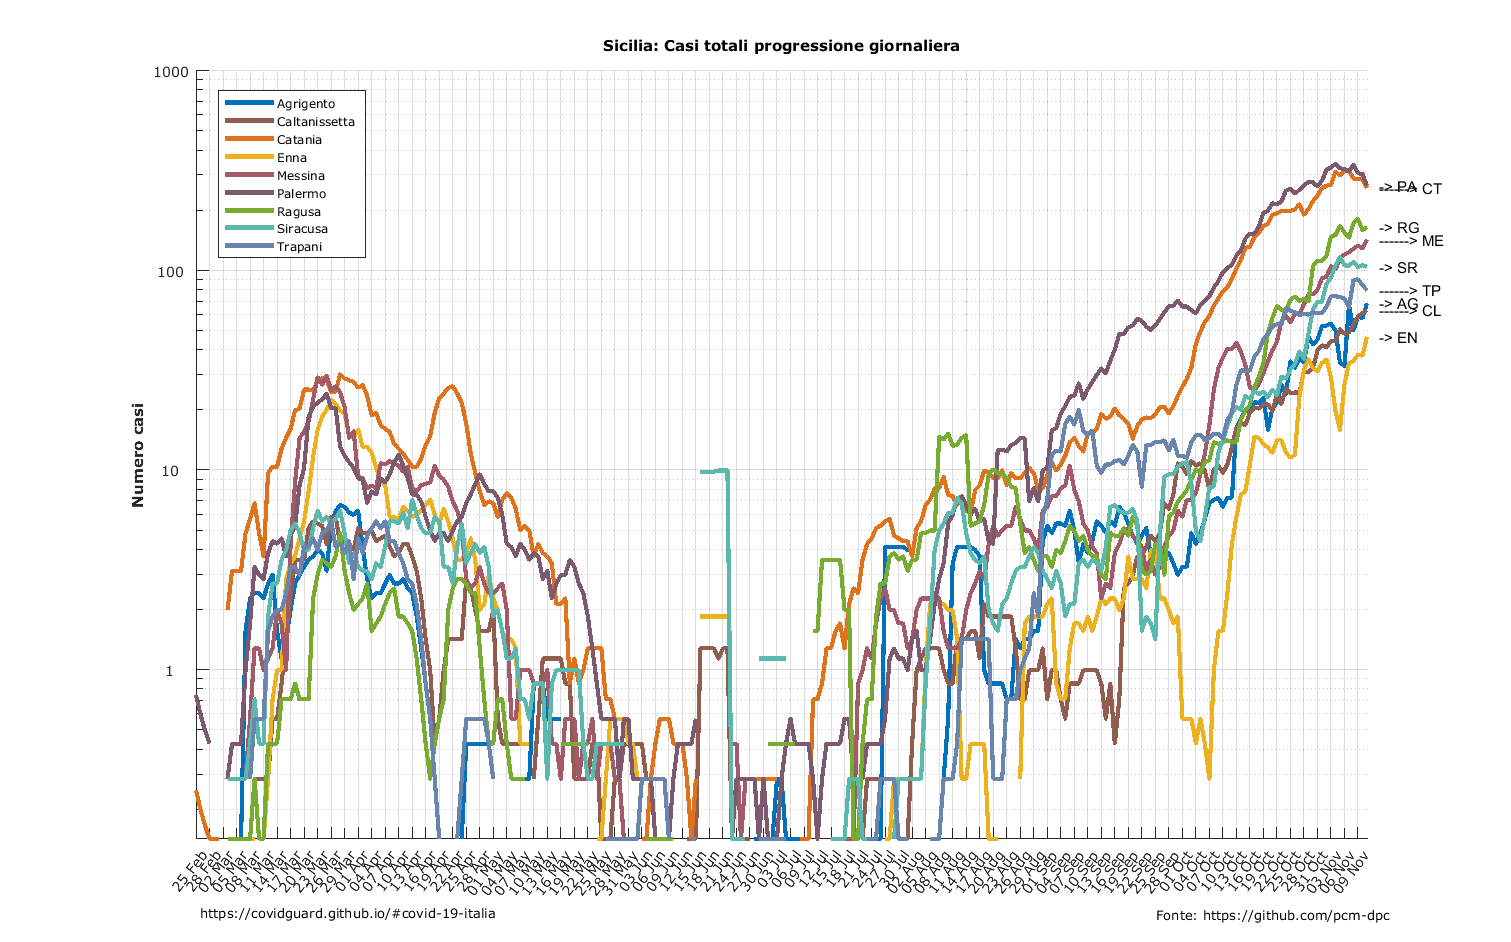 Sicilia: Casi totali progressione giornaliera
1000
100
10
1
Numero casi
Agrigento
Caltanissetta
Catania
Enna
Messina
Palermo
Ragusa
Siracusa
Trapani
-> PA
------> CT
-> RG
------> ME
-> SR
------> TP
-> AG
------> CL
-> EN
25 Feb
28 Feb
02 Mar
05 Mar
08 Mar
11 Mar
14 Mar
17 Mar
20 Mar
23 Mar
26 Mar
29 Mar
01 Apr
04 Apr
07 Apr
10 Apr
13 Apr
16 Apr
19 Apr
22 Apr
25 Apr
28 Apr
01 May
04 May
07 May
10 May
13 May
16 May
19 May
22 May
25 May
28 May
31 May
03 Jun
06 Jun
09 Jun
12 Jun
15 Jun
18 Jun
21 Jun
24 Jun
27 Jun
30 Jun
03 Jul
06 Jul
09 Jul
12 Jul
15 Jul
18 Jul
21 Jul
24 Jul
27 Jul
30 Jul
02 Aug
05 Aug
08 Aug
11 Aug
14 Aug
17 Aug
20 Aug
23 Aug
26 Aug
29 Aug
01 Sep
04 Sep
07 Sep
10 Sep
13 Sep
16 Sep
19 Sep
22 Sep
25 Sep
28 Sep
01 Oct
04 Oct
07 Oct
10 Oct
13 Oct
16 Oct
19 Oct
22 Oct
25 Oct
28 Oct
31 Oct
03 Nov
06 Nov
09 Nov
https://covidguard.github.io/#covid-19-italia
Fonte: https://github.com/pcm-dpc